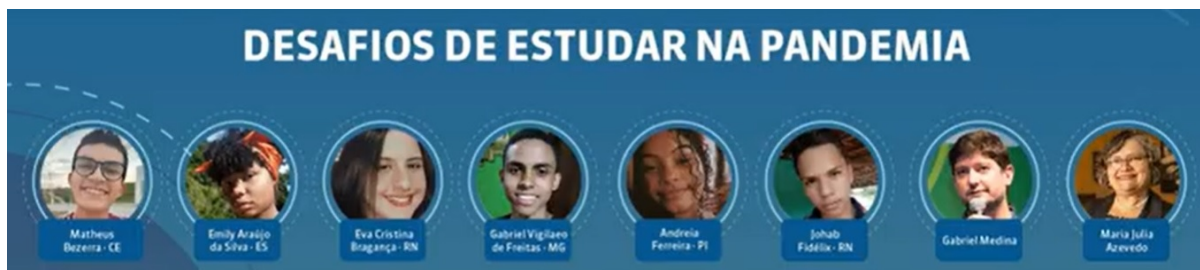 DESAFIOS DE ESTUDAR NA PANDEMIA
Matheus
Bezerra - CE
Emily Araújo
da Silva - ES
Eva Cristina
Bragança - RN
Gabriel Vigilaeo
de Freitas - MG
Andreia
Ferreira - PI
Johab
Fidélix - RN
Gabriel Medina
Maria Julia
Azevedo